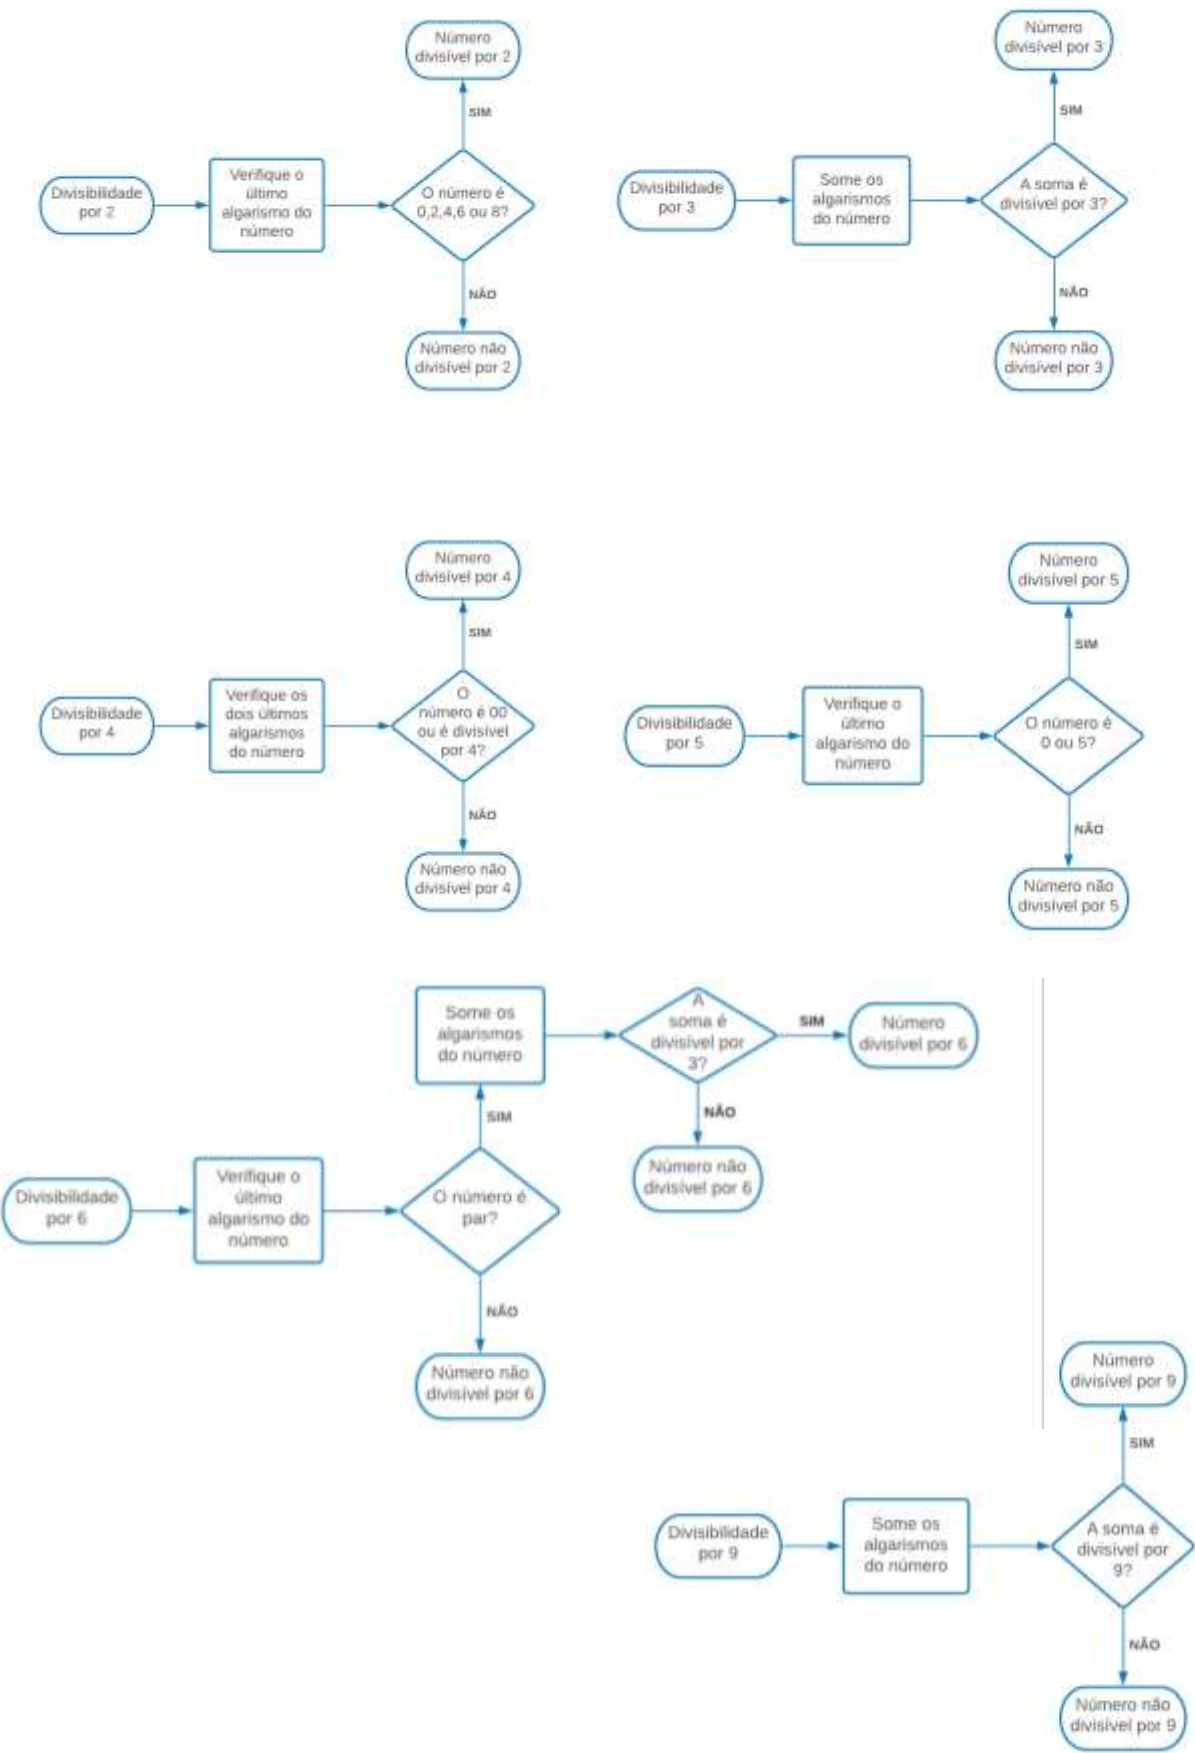 Divisibilidade
por 2
Verifique o
último
algarismo do
número
O número é
0,2,4,6 ou 8?
SIM
Número
divisível por 2
NÃO
Número não
divisível por 2
Divisibilidade
por 3
Some os
algarismos
do número
A soma é
divisível por 3?
SIM
Número
divisível por 3
NÃO
Número não
divisível por 3
Divisibilidade
por 4
Verifique os
dois últimos
algarismos
do número
O
número é 00
ou é divisível
por 4?
SIM
Número
divisível por 4
NÃO
Número não
divisível por 4
Divisibilidade
por 5
Verifique o
último
algarismo do
número
O número é
0 ou 5?
SIM
Número
divisível por 5
NÃO
Número não
divisível por 5
Divisibilidade
por 6
Verifique o
último
algarismo do
número
O número é
par?
SIM
Some os
algarismos
do número
A
soma é
divisível por
3?
SIM
Número
divisível por 6
NÃO
Número não
divisível por 6
NÃO
Número não
divisível por 6
Divisibilidade
por 9
Some os
algarismos
do número
A soma é
divisível por
9?
SIM
Número
divisível por 9
NÃO
Número não
divisível por 9